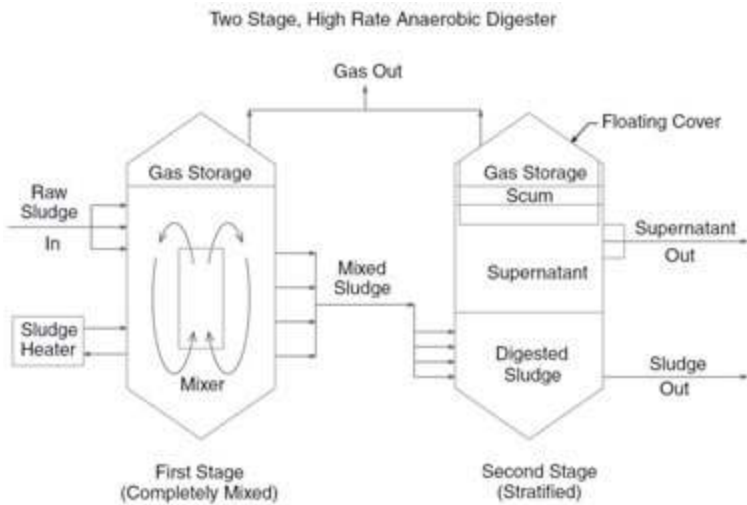 Two Stage, High Rate Anaerobic Digester
Gas Out
Floating Cover
Gas Storage
Gas Storage
Scum
Raw
Sludge
In
Supernatant
Out
Mixed
Sludge
Supernatant
Sludge
Heater
Mixer
Digested
Sludge
Sludge
Out
First Stage
(Completely Mixed)
Second Stage
(Stratified)